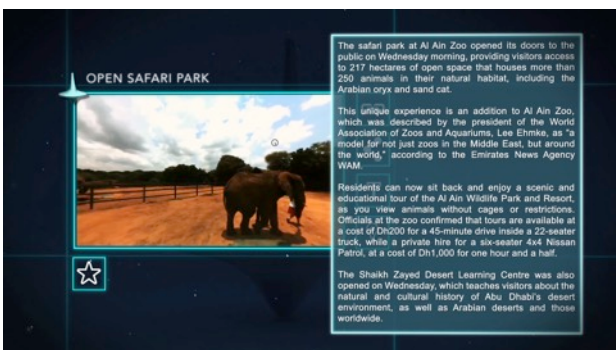 OPEN SAFARI PARK
The safari park at Al Ain Zoo opened its doors to the
public on Wednesday morning, providing visitors access
to 217 hectares of open space that houses more than
250 animals in their natural habitat, including the
Arabian oryx and sand cat.
This unique experience is an addition to Al Ain Zoo,
which was described by the president of the World
Association of Zoos and Aquariums, Lee Ehmke, as "a
model for not just zoos in the Middle East, but around
the world," according to the Emirates News Agency
WAM.
Residents can now sit back and enjoy a scenic and
educational tour of the Al Ain Wildlife Park and Resort,
as you view animals without cages or restrictions.
Officials at the zoo confirmed that tours are available at
a cost of Dh200 for a 45-minute drive inside a 22-seater
truck, while a private hire for a six-seater 4x4 Nissan
Patrol, at a cost of Dh1,000 for one hour and a half.
The Shaikh Zayed Desert Learning Centre was also
opened on Wednesday, which teaches visitors about the
natural and cultural history of Abu Dhabi's desert
environment, as well as Arabian deserts and those
worldwide.